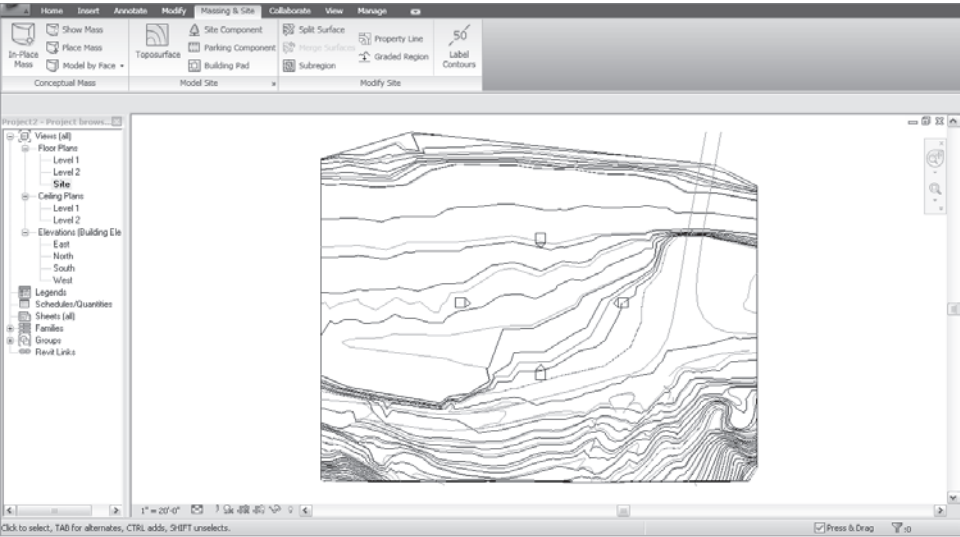 Home Insert Annotate Modify Massing & Site Collaborate View Manage
Show Mass
Place Mass
Model by Face
In-Place
Mass
Conceptual Mass
Toposurface
Site Component
Parking Component
Building Pad
Model Site
Split Surface
Merge Surfaces
Subregion
Property Line
Graded Region
50
Label
Contours
Modify Site
Project2 - Project brows...
Views (all)
Floor Plans
Level 1
Level 2
Site
Ceiling Plans
Level 1
Level 2
Elevations (Building Ele
East
North
South
West
Legends
Schedules/Quantities
Sheets (all)
Families
Groups
Revit Links
1" = 20'-0"
Click to select, TAB for alternates, CTRL adds, SHIFT unselects.
Press & Drag
:0